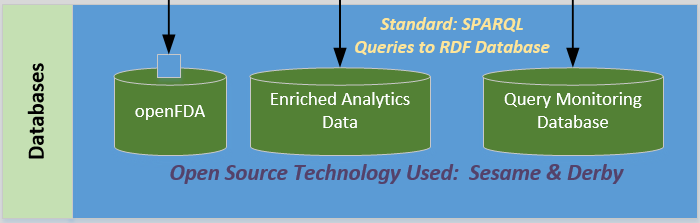 Databases
Standard: SPARQL
Queries to RDF Database
openFDA
Enriched Analytics
Data
Query Monitoring
Database
Open Source Technology Used: Sesame & Derby